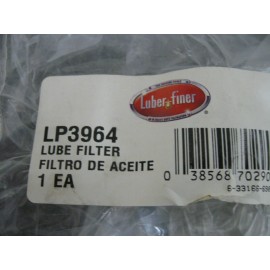 Luber-finer
LP3964
LUBE FILTER
FILTRO DE ACEITE
1 EA
0 38568 70290